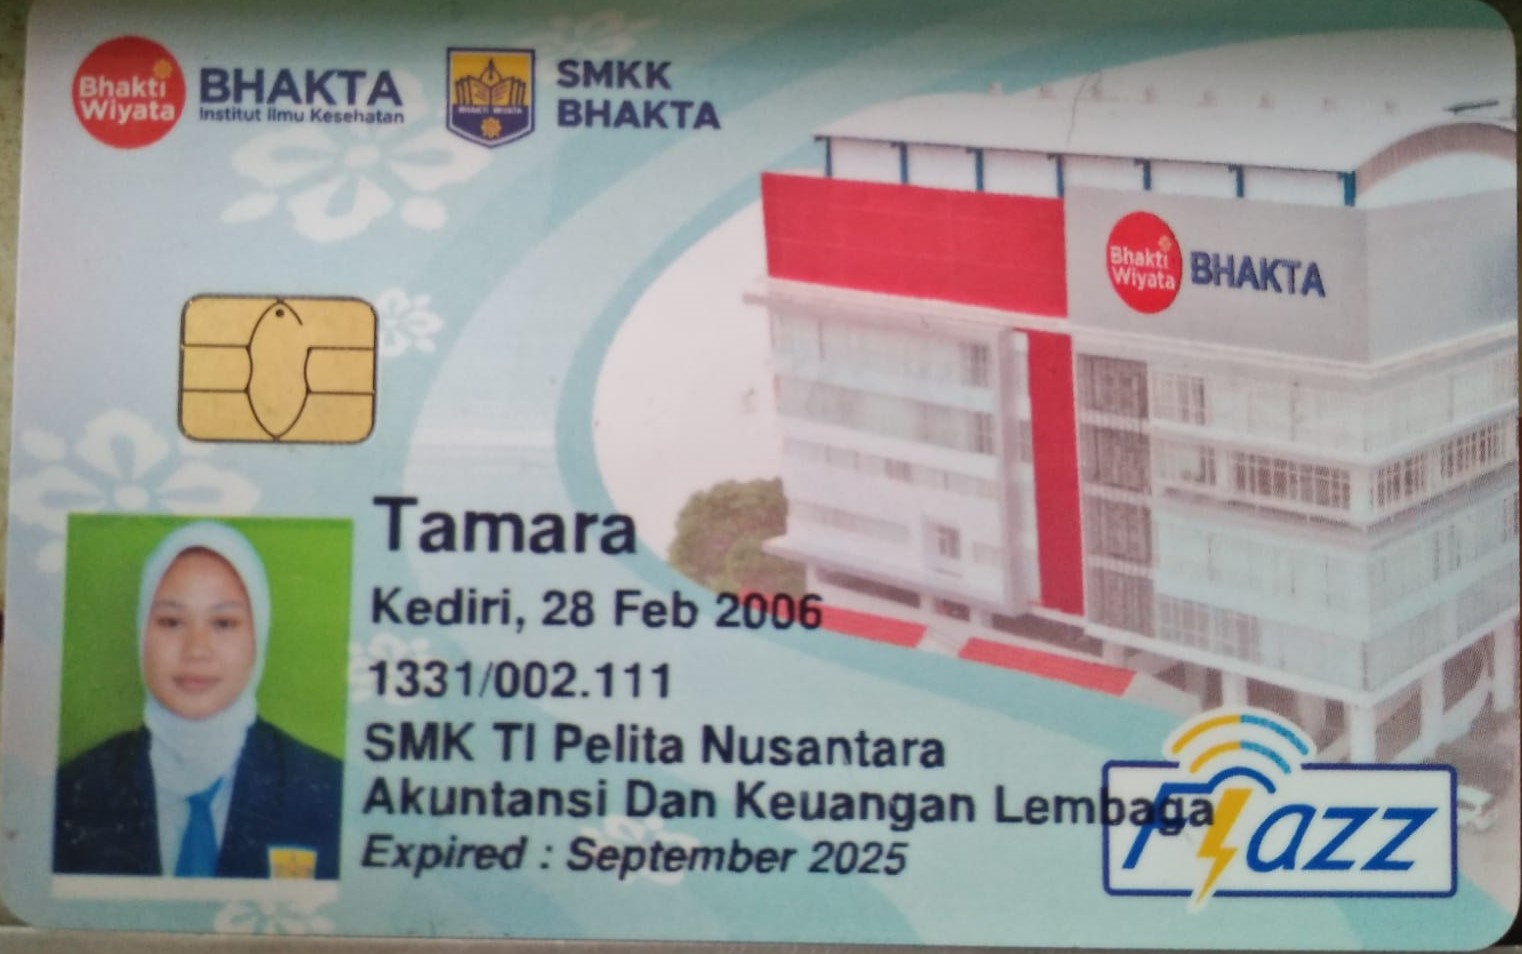 Bhakti
Wiyata
BHAKTA
Institut Ilmu Kesehatan
BHAKTI WIYATA
SMKK
BHAKTA
Bhakti
Wiyata
BHAKTA
Tamara
Kediri, 28 Feb 2006
1331/002.111
SMK TI Pelita Nusantara
Akuntansi Dan Keuangan Lembaga
Expired : September 2025
Flazz